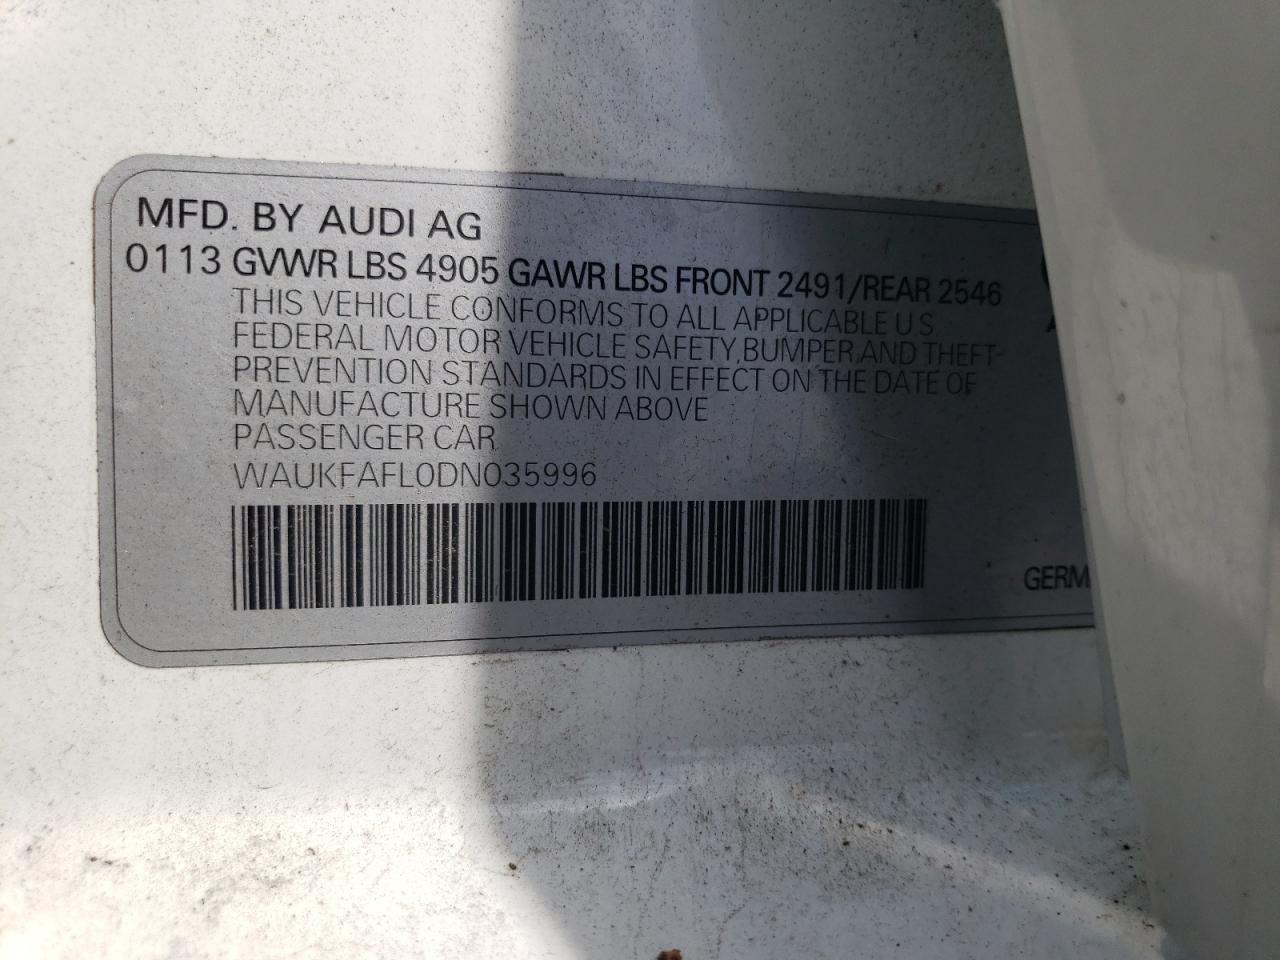 MFD. BY AUDI AG
0113 GVWR LBS 4905 GAWR LBS FRONT 2491/REAR 2546
THIS VEHICLE CONFORMS TO ALL APPLICABLE U.S.
FEDERAL MOTOR VEHICLE SAFETY,BUMPER,AND THEFT-
PREVENTION STANDARDS IN EFFECT ON THE DATE OF
MANUFACTURE SHOWN ABOVE
PASSENGER CAR
WAUKFAFL0DN035996
GERM